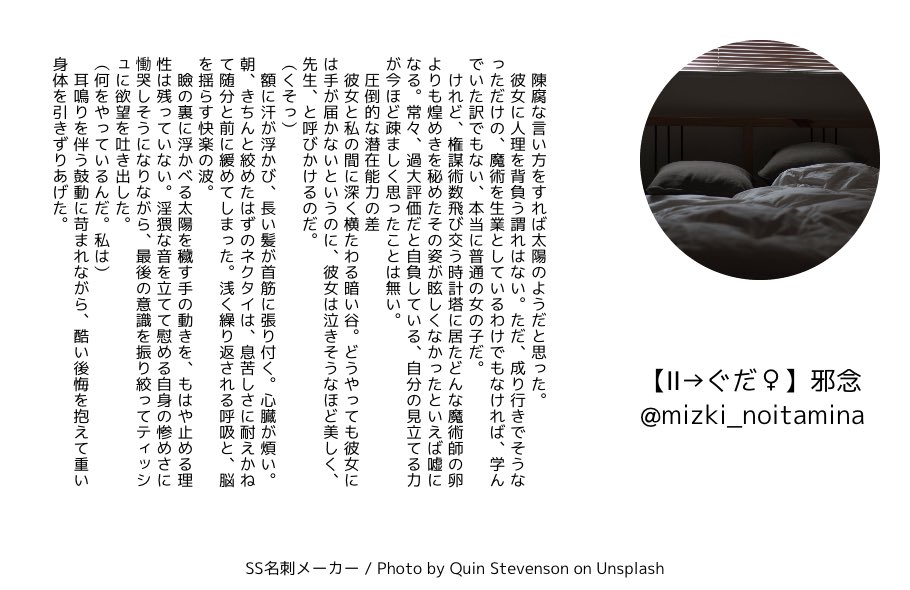 陳腐な言い方をすれば太陽のようだと思った。
彼女に人理を背負う謂れはない。ただ、成り行きでそうな
っただけの、魔術を生業としているわけでもなければ、学ん
でいた訳でもない、本当に普通の女の子だ。
けれど、権謀術数飛び交う時計塔に居たどんな魔術師の卵
よりも煌めきを秘めたその姿が眩しくなかったといえば嘘に
なる。常々、過大評価だと自負している、自分の見立てる力
が今ほど疎ましく思ったことは無い。
圧倒的な潜在能力の差
彼女と私の間に深く横たわる暗い谷。どうやっても彼女に
は手が届かないというのに、彼女は泣きそうなほど美しく、
先生、と呼びかけるのだ。
（くそっ）
額に汗が浮かび、長い髪が首筋に張り付く。心臓が煩い。
朝、きちんと絞めたはずのネクタイは、息苦しさに耐えかね
て随分と前に緩めてしまった。浅く繰り返される呼吸と、脳
を揺らす快楽の波。
瞼の裏に浮かべる太陽を穢す手の動きを、もはや止める理
性は残っていない。淫猥な音を立てて慰める自身の惨めさに
慟哭しそうになりながら、最後の意識を振り絞ってティッシ
ュに欲望を吐き出した。
（何をやっているんだ。私は）
耳鳴りを伴う鼓動に苛まれながら、酷い後悔を抱えて重い
身体を引きずりあげた。
【Ⅱ→ぐだ♀】邪念
@mizki_noitamina
SS名刺メーカー / Photo by Quin Stevenson on Unsplash